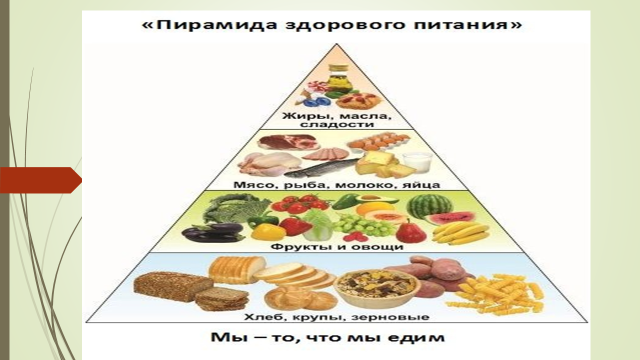 «Пирамида здорового питания»
Жиры, масла,
сладости
Мясо, рыба, молоко, яйца
Фрукты и овощи
Хлеб, крупы, зерновые
Мы – то, что мы едим